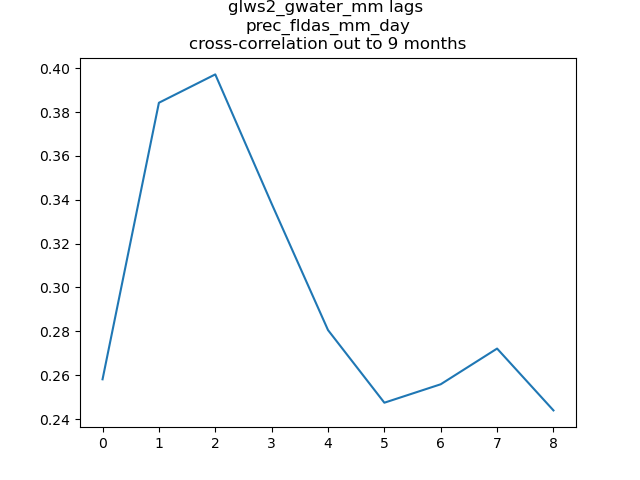 glws2_gwater_mm lags
prec_fldas_mm_day
cross-correlation out to 9 months
0.40
0.38
0.36
0.34
0.32
0.30
0.28
0.26
0.24
0 1 2 3 4 5 6 7 8